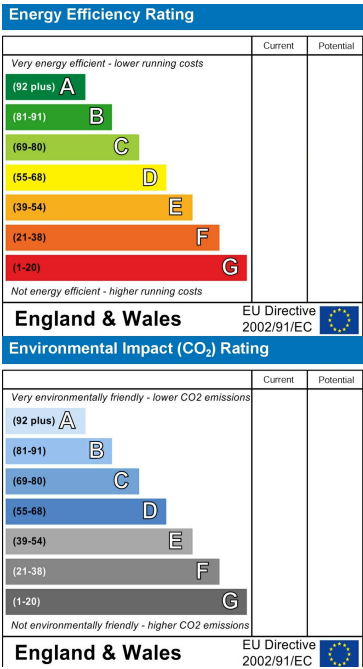 Energy Efficiency Rating
Current Potential
Very energy efficient - lower running costs
(92 plus) A
(81-91) B
(69-80) C
(55-68) D
(39-54) E
(21-38) F
(1-20) G
Not energy efficient - higher running costs
England & Wales
EU Directive
2002/91/EC
Environmental Impact (CO₂) Rating
Current Potential
Very environmentally friendly - lower CO2 emissions
(92 plus) A
(81-91) B
(69-80) C
(55-68) D
(39-54) E
(21-38) F
(1-20) G
Not environmentally friendly - higher CO2 emissions
England & Wales
EU Directive
2002/91/EC